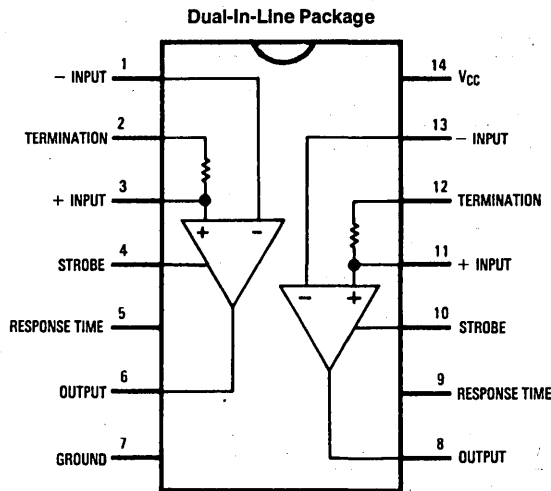 Dual-In-Line Package
− INPUT 1
TERMINATION 2
+ INPUT 3
STROBE 4
RESPONSE TIME 5
OUTPUT 6
GROUND 7
14 VCC
13 − INPUT
12 TERMINATION
11 + INPUT
10 STROBE
9 RESPONSE TIME
8 OUTPUT
+ −
− +